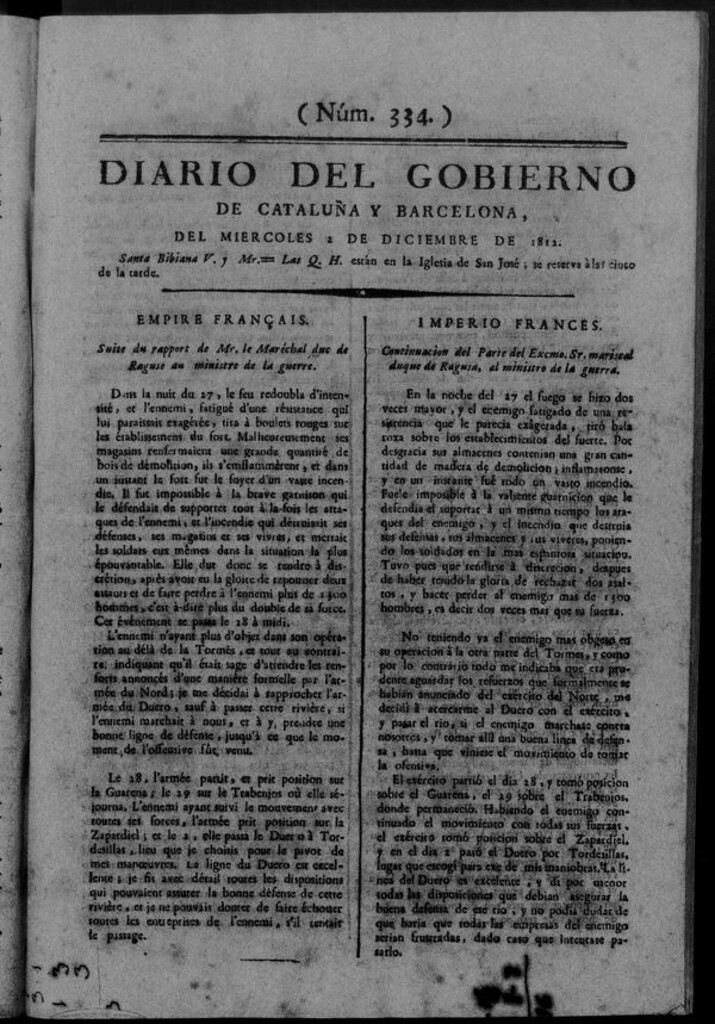 ( Núm. 334. )
DIARIO DEL GOBIERNO
DE CATALUÑA Y BARCELONA,
DEL MIERCOLES 2 DE DICIEMBRE DE 1812.
Santa Bibiana V. y Mr.= Las Q. H. están en la Iglesia de San José; se reserva à las cinco
de la tarde.
EMPIRE FRANÇAIS.
Suite du rapport de Mr. le Maréchal duc de
Raguse au ministre de la guerre.
Dans la nuit du 27, le feu redoubla d'inten-
sité, et l'ennemi, fatigué d'une résistance qui
lui paraissait exagérée, tira à boulets rouges sur
les établissemens du fort. Malheureusement ses
magasins renfermaient une grande quantité de
bois de démolition, ils s'emflammèrent, et dans
un instant le fort fut le foyer d'un vaste incen-
die. Il fut impossible à la brave garnison qui
le défendait de supporter tout à-la-fois les atta-
ques de l'ennemi, et l'incendie qui détruisait ses
défenses, ses magasins et ses vivres, et mettait
les soldats eux mêmes dans la situation la plus
épouvantable. Elle dut donc se rendre à dis-
crétion, après avoir eu la gloire de repousser deux
assauts et de faire perdre à l'ennemi plus de 1300
hommes, c'est-à-dire plus du double de sa force.
Cet événement se passa le 28 à midi.
L'ennemi n'ayant plus d'objet dans son opéra-
tion au délà de la Tormès, et tout au contrai-
re, indiquant qu'il était sage d'attendre les ren-
forts annoncés d'une manière formelle par l'ar-
mée du Nord; je me décidai à rapprocher l'ar-
mée du Duero, sauf à passer cette rivière, si
l'ennemi marchait à nous, et à y prendre une
bonne ligne de défense, jusqu'à ce que le mo-
ment de l'offensive fût venu.
Le 28, l'armée partit, et prit position sur
la Guarena; le 29 sur le Trabenjos où elle sé-
journa. L'ennemi ayant suivi le mouvement avec
toutes ses forces, l'armée prit position sur la
Zapardiel; et le 2, elle passa le Duero à Tor-
desillas, lieu que je choisis pour le pivot de
mes manœuvres. La ligne du Duero est excel-
lente; je fis avec détail toutes les dispositions
qui pouvaient assurer la bonne défense de cette
rivière, et je ne pouvais douter de faire échouer
toutes les entreprises de l'ennemi, s'il tentait
le passage.
IMPERIO FRANCES.
Continuacion del Parte del Excmo. Sr. mariscal
duque de Ragusa, al ministro de la guerra.
En la noche del 27 el fuego se hizo dos
veces mayor, y el enemigo fatigado de una re-
sistencia que le parecia exagerada, tiró bala
roxa sobre los establecimientos del fuerte. Por
desgracia sus almacenes contenian una gran can-
tidad de madera de demolicion; inflamaronse,
y en un instante fué todo un vasto incendio.
Fuele imposible á la valiente guarnicion que le
defendia el suportar á un mismo tiempo los ata-
ques del enemigo, y el incendio que destruia
sus defensas, sus almacenes y sus víveres, ponien-
do los soldados en la mas espantosa situacion.
Tuvo pues que rendirse á discrecion, despues
de haber tenido la gloria de rechazar dos asal-
tos, y hacer perder al enemigo mas de 1300
hombres, es decir dos veces mas que su fuerza.
No teniendo ya el enemigo mas obgeto en
su operacion á la otra parte del Tormes, y como
por lo contrario todo me indicaba que era pru-
dente aguardar los refuerzos que formalmente se
habian anunciado del exército del Norte, me
decidí à acercarme al Duero con el exército,
y pasar el rio, si el enemigo marchase contra
nosotros, y tomar allí una buena linea de defen-
sa, hasta que viniese el movimiento de tomar
la ofensiva.
El exército partió el dia 28, y tomó posicion
sobre el Guarena, el 29 sobre el Trabenjos,
donde permaneció. Habiendo el enemigo con-
tinuado el movimiento con todas sus fuerzas,
el exército tomó posicion sobre el Zapardiel,
y en el dia 2 pasó el Duero por Tordesillas,
lugar que escogí para exe de mis maniobras. La li-
nea del Duero es excelente, y dí por menor
todas las disposiciones que debian asegurar la
buena defensa de ese rio; y no podia dudar de
que haria que todas las empresas del enemigo
serian frustradas, dado caso que intentase pa-
sarlo.